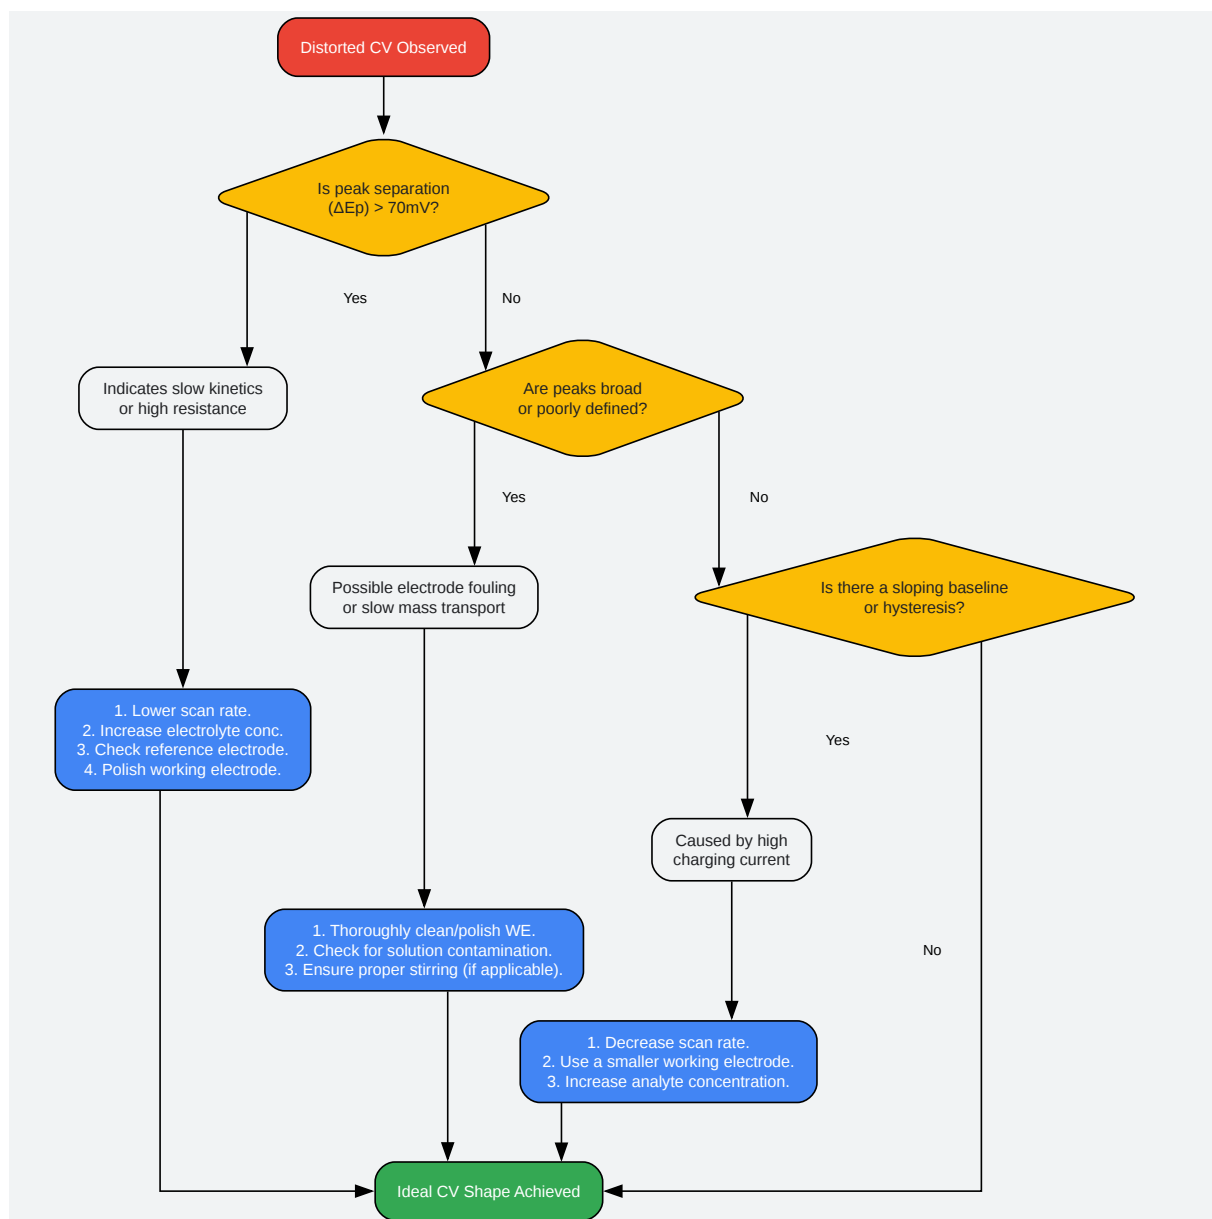 Distorted CV Observed
Is peak separation
(ΔEp) > 70mV?
Yes
No
Indicates slow kinetics
or high resistance
Are peaks broad
or poorly defined?
Yes
No
Possible electrode fouling
or slow mass transport
Is there a sloping baseline
or hysteresis?
1. Lower scan rate.
2. Increase electrolyte conc.
3. Check reference electrode.
4. Polish working electrode.
Yes
Caused by high
charging current
No
1. Thoroughly clean/polish WE.
2. Check for solution contamination.
3. Ensure proper stirring (if applicable).
1. Decrease scan rate.
2. Use a smaller working electrode.
3. Increase analyte concentration.
Ideal CV Shape Achieved